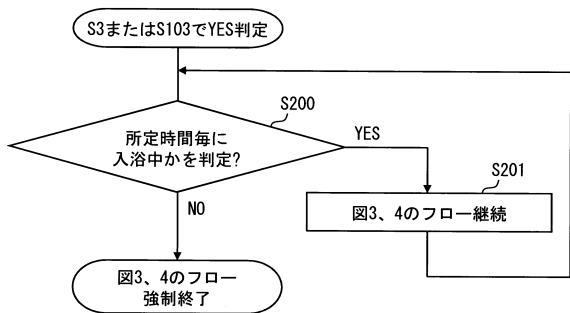 S3またはS103でYES判定
S200
所定時間毎に
入浴中かを判定?
YES
S201
図3、4のフロー継続
NO
図3、4のフロー
強制終了